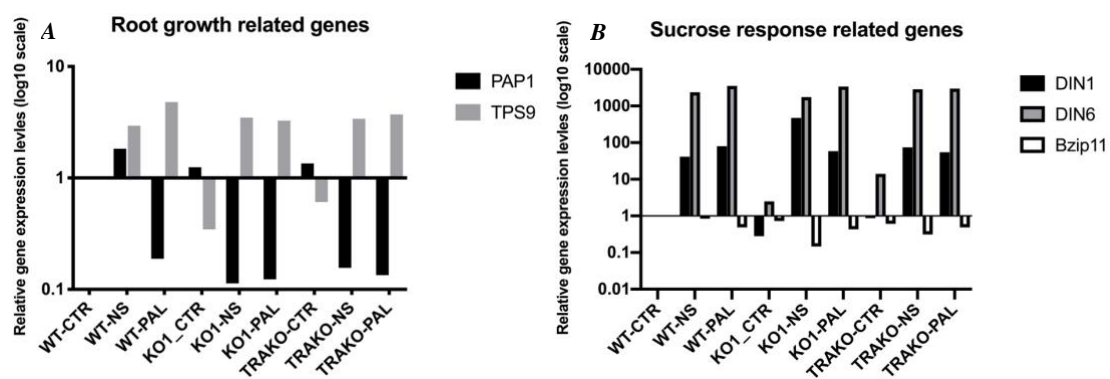 A
Root growth related genes
Relative gene expression levels (log10 scale)
10
1
0.1
PAP1
TPS9
WT-CTR
WT-NS
WT-PAL
KO1_CTR
KO1-NS
KO1-PAL
TRAKO-CTR
TRAKO-NS
TRAKO-PAL
B
Sucrose response related genes
Relative gene expression levles (log10 scale)
10000
1000
100
10
1
0.1
0.01
DIN1
DIN6
Bzip11
WT-CTR
WT-NS
WT-PAL
KO1_CTR
KO1-NS
KO1-PAL
TRAKO-CTR
TRAKO-NS
TRAKO-PAL